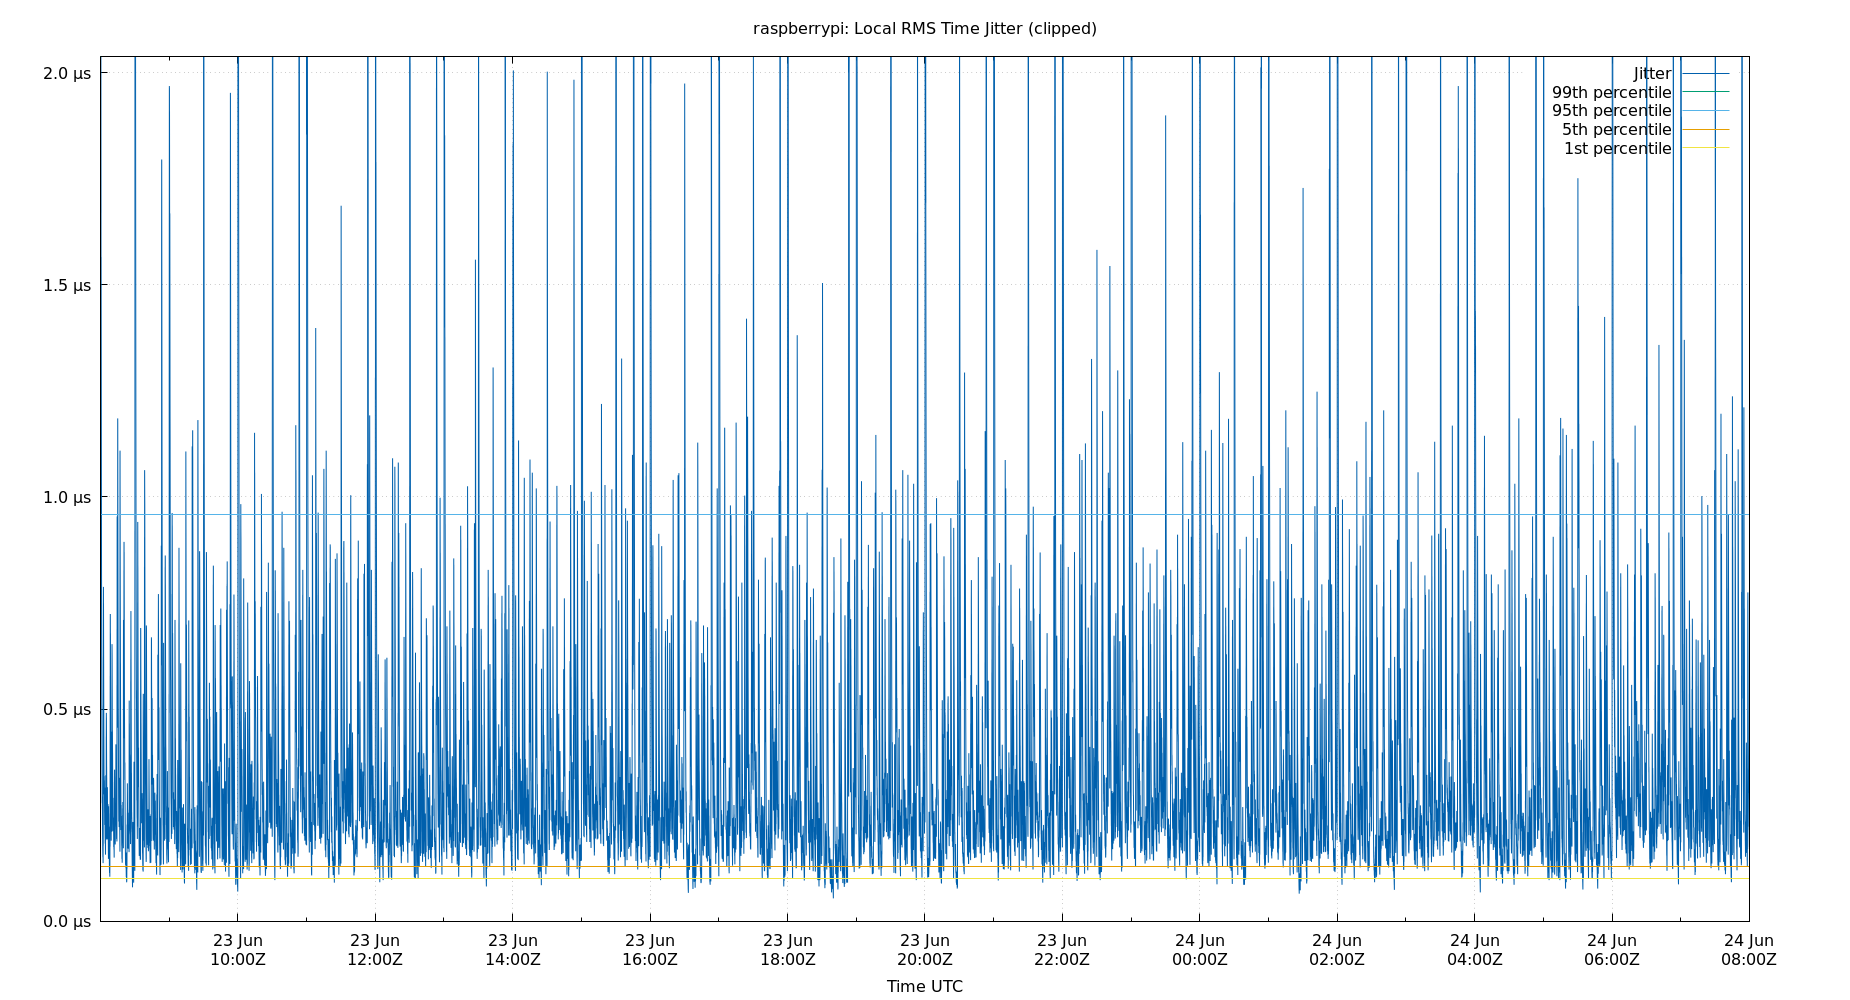 raspberrypi: Local RMS Time Jitter (clipped)
2.0 µs
1.5 µs
1.0 µs
0.5 µs
0.0 µs
Jitter
99th percentile
95th percentile
5th percentile
1st percentile
23 Jun 23 Jun 23 Jun 23 Jun 23 Jun 23 Jun 23 Jun 24 Jun 24 Jun 24 Jun 24 Jun 24 Jun
10:00Z 12:00Z 14:00Z 16:00Z 18:00Z 20:00Z 22:00Z 00:00Z 02:00Z 04:00Z 06:00Z 08:00Z
Time UTC